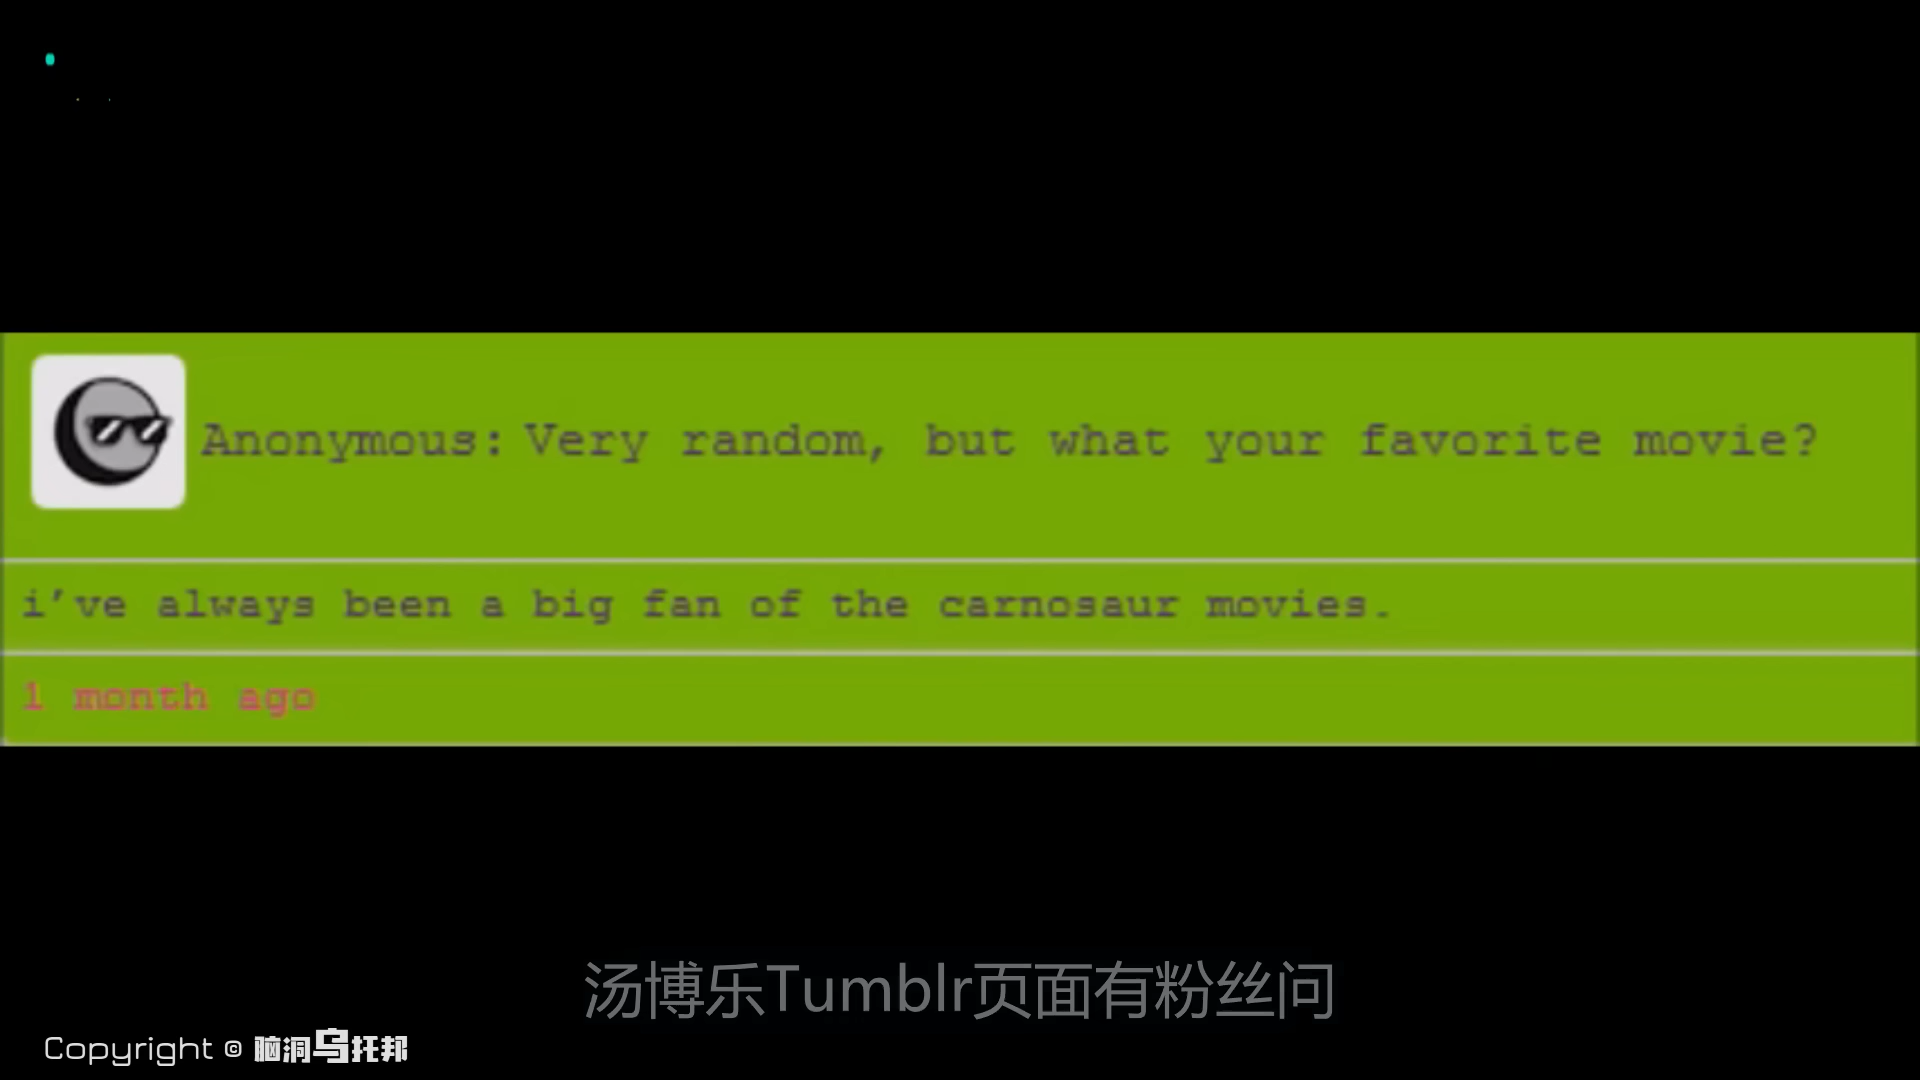 Anonymous: Very random, but what your favorite movie?
i've always been a big fan of the carnosaur movies.
1 month ago
汤博乐Tumblr页面有粉丝问
Copyright © 脑洞乌托邦